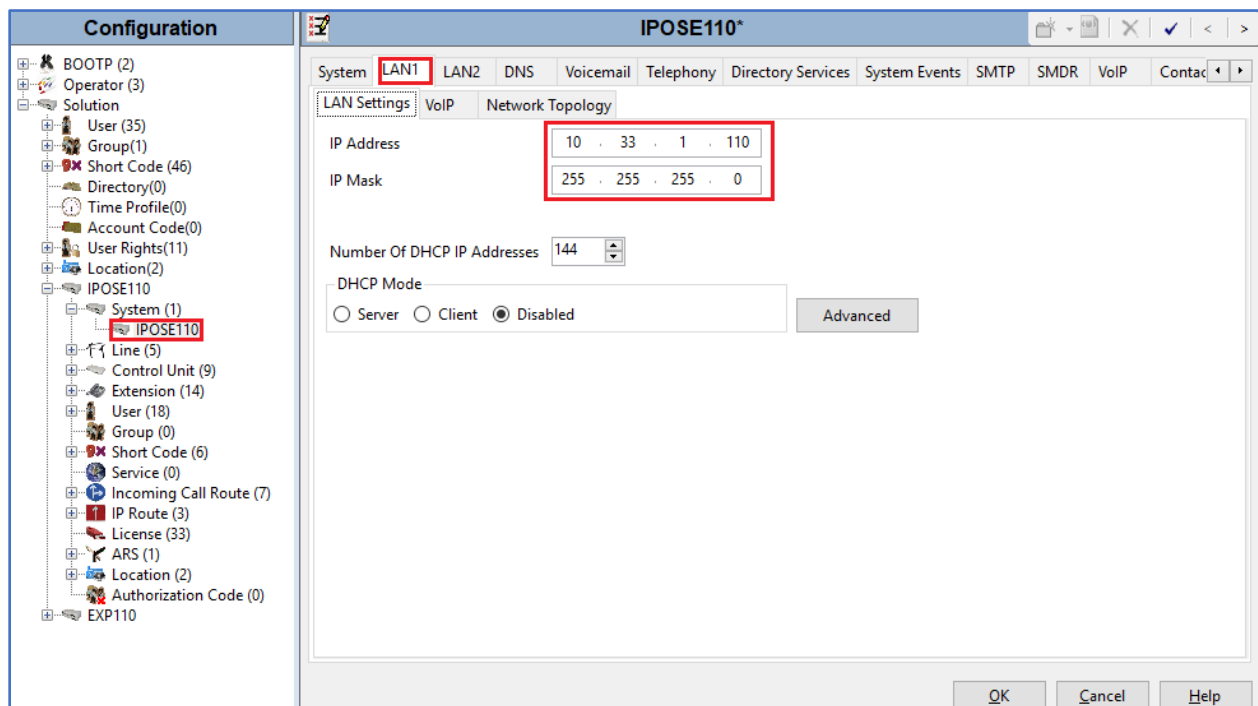 Configuration
BOOTP (2)
Operator (3)
Solution
User (35)
Group(1)
Short Code (46)
Directory(0)
Time Profile(0)
Account Code(0)
User Rights(11)
Location(2)
IPOSE110
System (1)
IPOSE110
Line (5)
Control Unit (9)
Extension (14)
User (18)
Group (0)
Short Code (6)
Service (0)
Incoming Call Route (7)
IP Route (3)
License (33)
ARS (1)
Location (2)
Authorization Code (0)
EXP110
IPOSE110*
System LAN1 LAN2 DNS Voicemail Telephony Directory Services System Events SMTP SMDR VoIP Contac
LAN Settings VoIP Network Topology
IP Address 10 . 33 . 1 . 110
IP Mask 255 . 255 . 255 . 0
Number Of DHCP IP Addresses 144
DHCP Mode
Server Client Disabled Advanced
OK Cancel Help